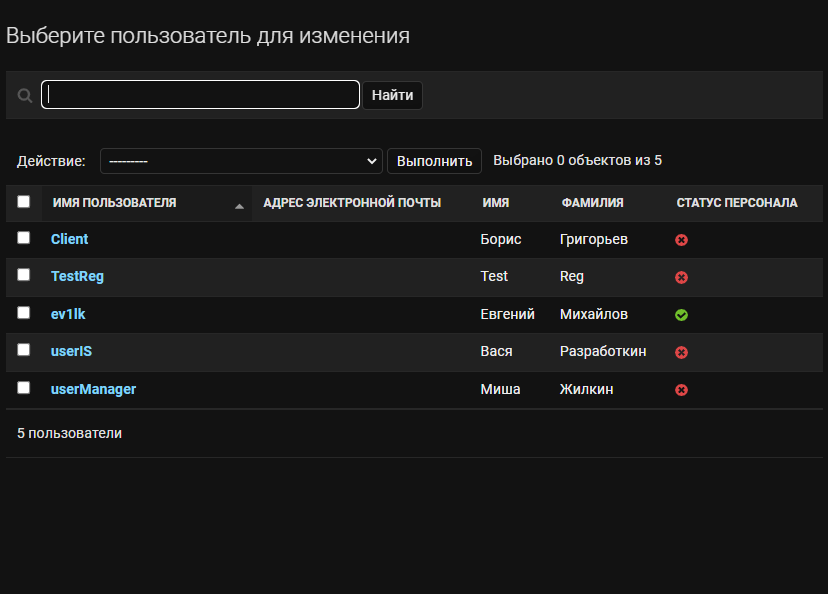 Выберите пользователь для изменения
Найти
Действие: --------- Выполнить Выбрано 0 объектов из 5
ИМЯ ПОЛЬЗОВАТЕЛЯ АДРЕС ЭЛЕКТРОННОЙ ПОЧТЫ ИМЯ ФАМИЛИЯ СТАТУС ПЕРСОНАЛА
Client Борис Григорьев
TestReg Test Reg
ev1lk Евгений Михайлов
userIS Вася Разработкин
userManager Миша Жилкин
5 пользователи